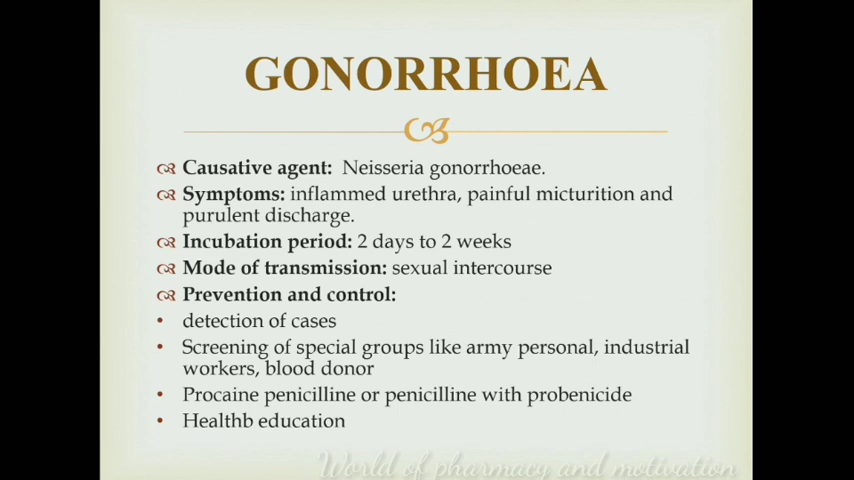 GONORRHOEA
Causative agent: Neisseria gonorrhoeae.
Symptoms: inflammed urethra, painful micturition and
purulent discharge.
Incubation period: 2 days to 2 weeks
Mode of transmission: sexual intercourse
Prevention and control:
• detection of cases
• Screening of special groups like army personal, industrial
workers, blood donor
• Procaine penicilline or penicilline with probenicide
• Healthb education
World of pharmacy and motivation